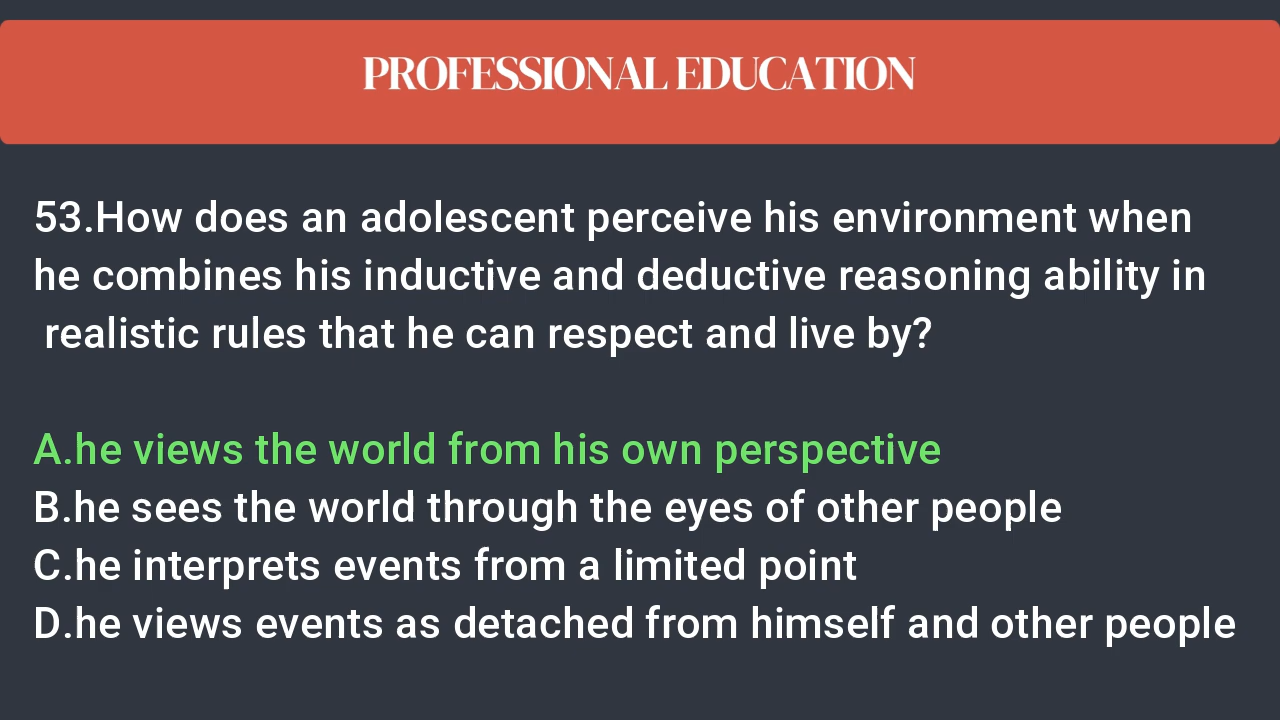 PROFESSIONAL EDUCATION
53.How does an adolescent perceive his environment when
he combines his inductive and deductive reasoning ability in
realistic rules that he can respect and live by?
A.he views the world from his own perspective
B.he sees the world through the eyes of other people
C.he interprets events from a limited point
D.he views events as detached from himself and other people